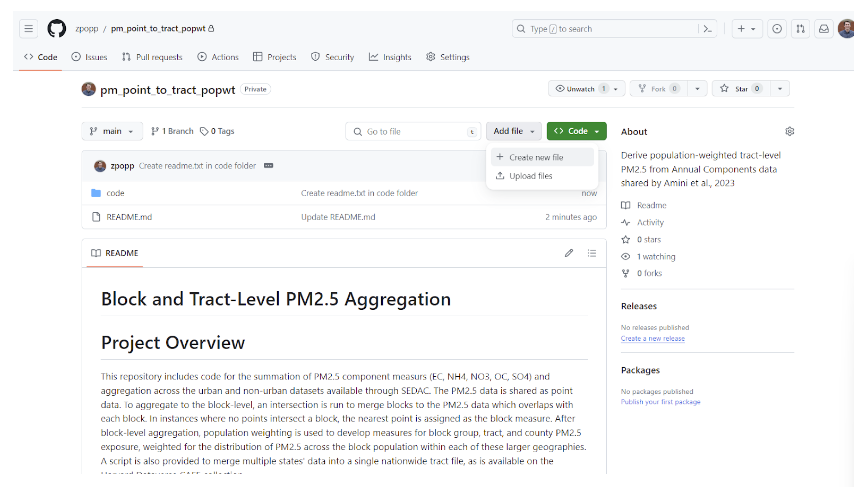 zpopp / pm_point_to_tract_popwt
Type / to search
Code Issues Pull requests Actions Projects Security Insights Settings
pm_point_to_tract_popwt Private
Unwatch 1 Fork 0 Star 0
main 1 Branch 0 Tags
Go to file t
Add file Code
Create new file
Upload files
zpopp Create readme.txt in code folder
code Create readme.txt in code folder now
README.md Update README.md 2 minutes ago
README
Block and Tract-Level PM2.5 Aggregation
Project Overview
This repository includes code for the summation of PM2.5 component measurs (EC, NH4, NO3, OC, SO4) and
aggregation across the urban and non-urban datasets available through SEDAC. The PM2.5 data is shared as point
data. To aggregate to the block-level, an intersection is run to merge blocks to the PM2.5 data which overlaps with
each block. In instances where no points intersect a block, the nearest point is assigned as the block measure. After
block-level aggregation, population weighting is used to develop measures for block group, tract, and county PM2.5
exposure, weighted for the distribution of PM2.5 across the block population within each of these larger geographies.
A script is also provided to merge multiple states' data into a single nationwide tract file, as is available on the
About
Derive population-weighted tract-level
PM2.5 from Annual Components data
shared by Amini et al., 2023
Readme
Activity
0 stars
1 watching
0 forks
Releases
No releases published
Create a new release
Packages
No packages published
Publish your first package